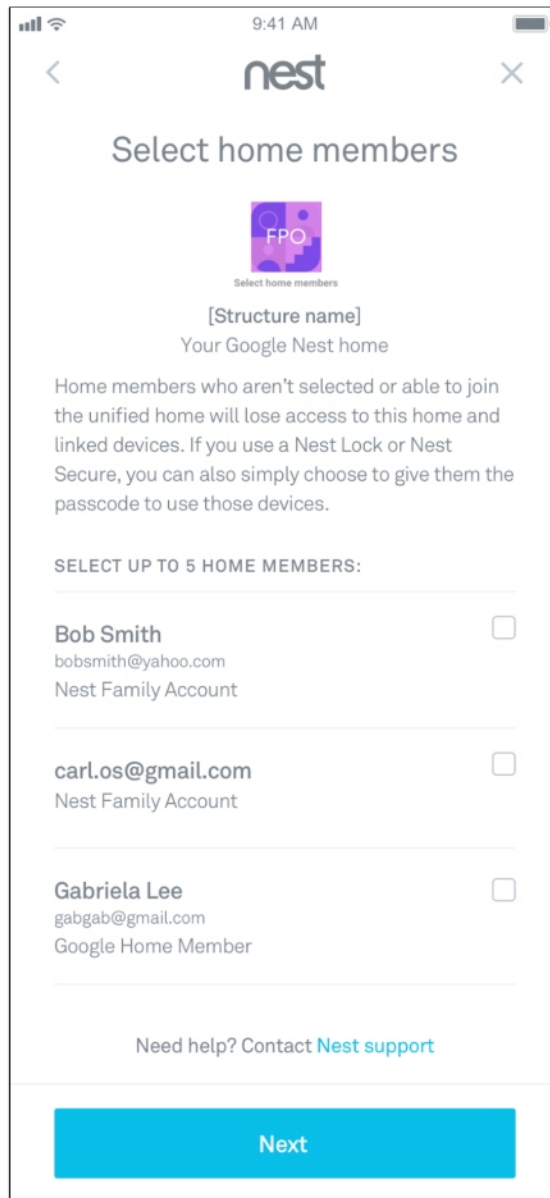 9:41 AM
nest
Select home members
FPO
Select home members
[Structure name]
Your Google Nest home
Home members who aren't selected or able to join
the unified home will lose access to this home and
linked devices. If you use a Nest Lock or Nest
Secure, you can also simply choose to give them the
passcode to use those devices.
SELECT UP TO 5 HOME MEMBERS:
Bob Smith
bobsmith@yahoo.com
Nest Family Account
carl.os@gmail.com
Nest Family Account
Gabriela Lee
gabgab@gmail.com
Google Home Member
Need help? Contact Nest support
Next